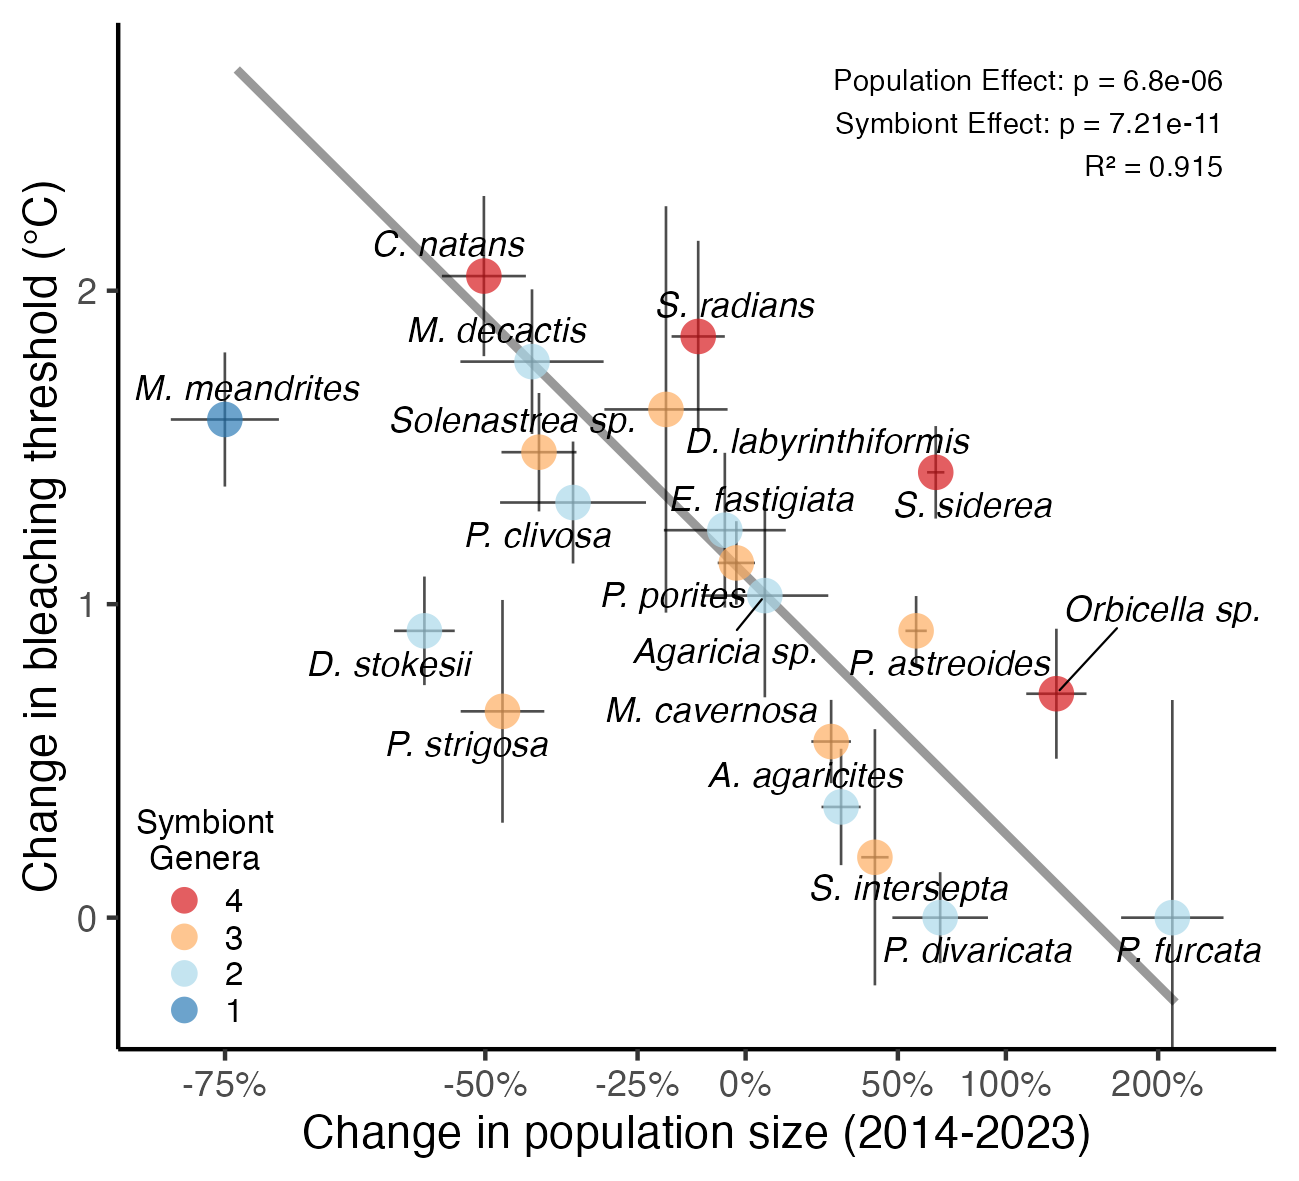 Population Effect: p = 6.8e-06
Symbiont Effect: p = 7.21e-11
R² = 0.915
Change in bleaching threshold (°C)
2
1
0
C. natans
S. radians
M. decactis
M. meandrites
Solenastrea sp.
D. labyrinthiformis
E. fastigiata
S. siderea
P. clivosa
P. porites
Orbicella sp.
Agaricia sp.
P. astreoides
D. stokesii
M. cavernosa
P. strigosa
A. agaricites
S. intersepta
P. divaricata
P. furcata
Symbiont
Genera
4
3
2
1
-75%
-50%
-25%
0%
50%
100%
200%
Change in population size (2014-2023)